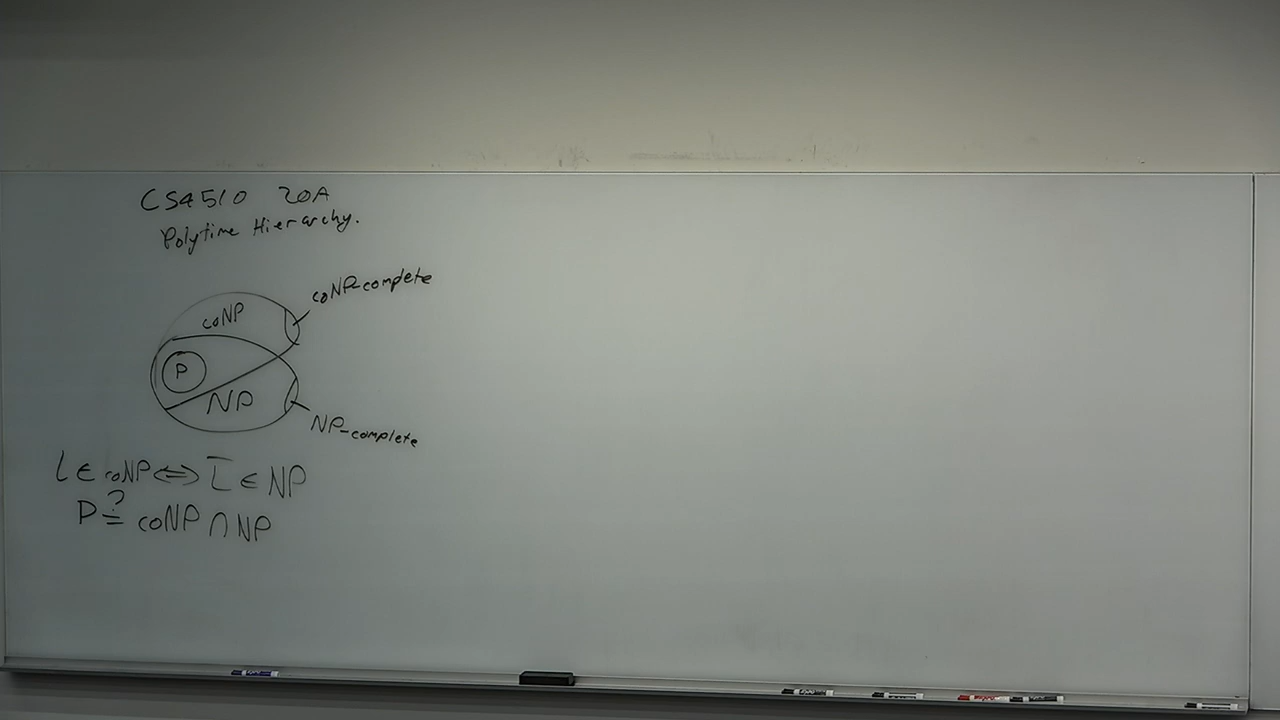 CS4510 20A
Polytime Hierarchy.
coNP-complete
coNP
P
NP
NP-complete
L ∈ coNP ⇔ L̅ ∈ NP
P ≟ coNP ∩ NP